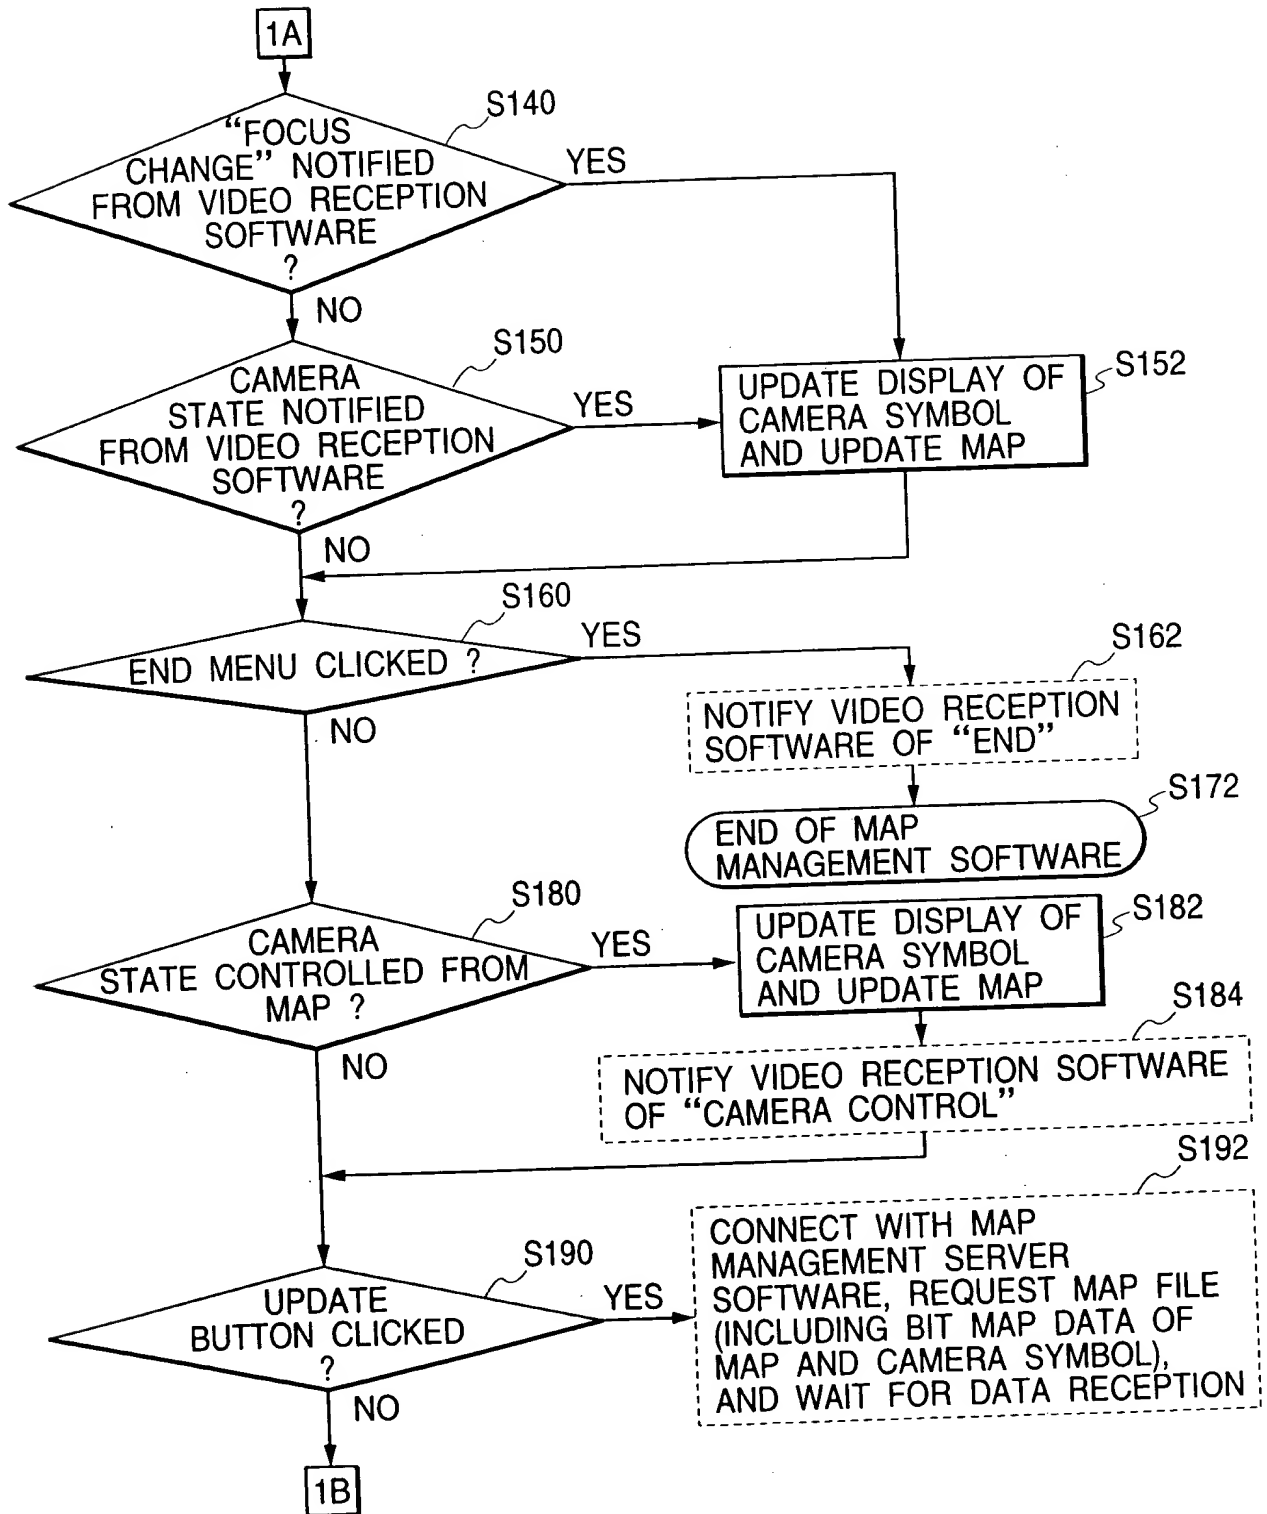 1A
S140
“FOCUS
CHANGE” NOTIFIED
FROM VIDEO RECEPTION
SOFTWARE
?
YES
NO
S150
CAMERA
STATE NOTIFIED
FROM VIDEO RECEPTION
SOFTWARE
?
YES
UPDATE DISPLAY OF
CAMERA SYMBOL
AND UPDATE MAP
S152
NO
S160
END MENU CLICKED ?
YES
S162
NOTIFY VIDEO RECEPTION
SOFTWARE OF “END”
NO
S172
END OF MAP
MANAGEMENT SOFTWARE
S180
CAMERA
STATE CONTROLLED FROM
MAP ?
YES
UPDATE DISPLAY OF
CAMERA SYMBOL
AND UPDATE MAP
S182
S184
NO
NOTIFY VIDEO RECEPTION SOFTWARE
OF “CAMERA CONTROL”
S192
S190
UPDATE
BUTTON CLICKED
?
YES
CONNECT WITH MAP
MANAGEMENT SERVER
SOFTWARE, REQUEST MAP FILE
(INCLUDING BIT MAP DATA OF
MAP AND CAMERA SYMBOL),
AND WAIT FOR DATA RECEPTION
NO
1B